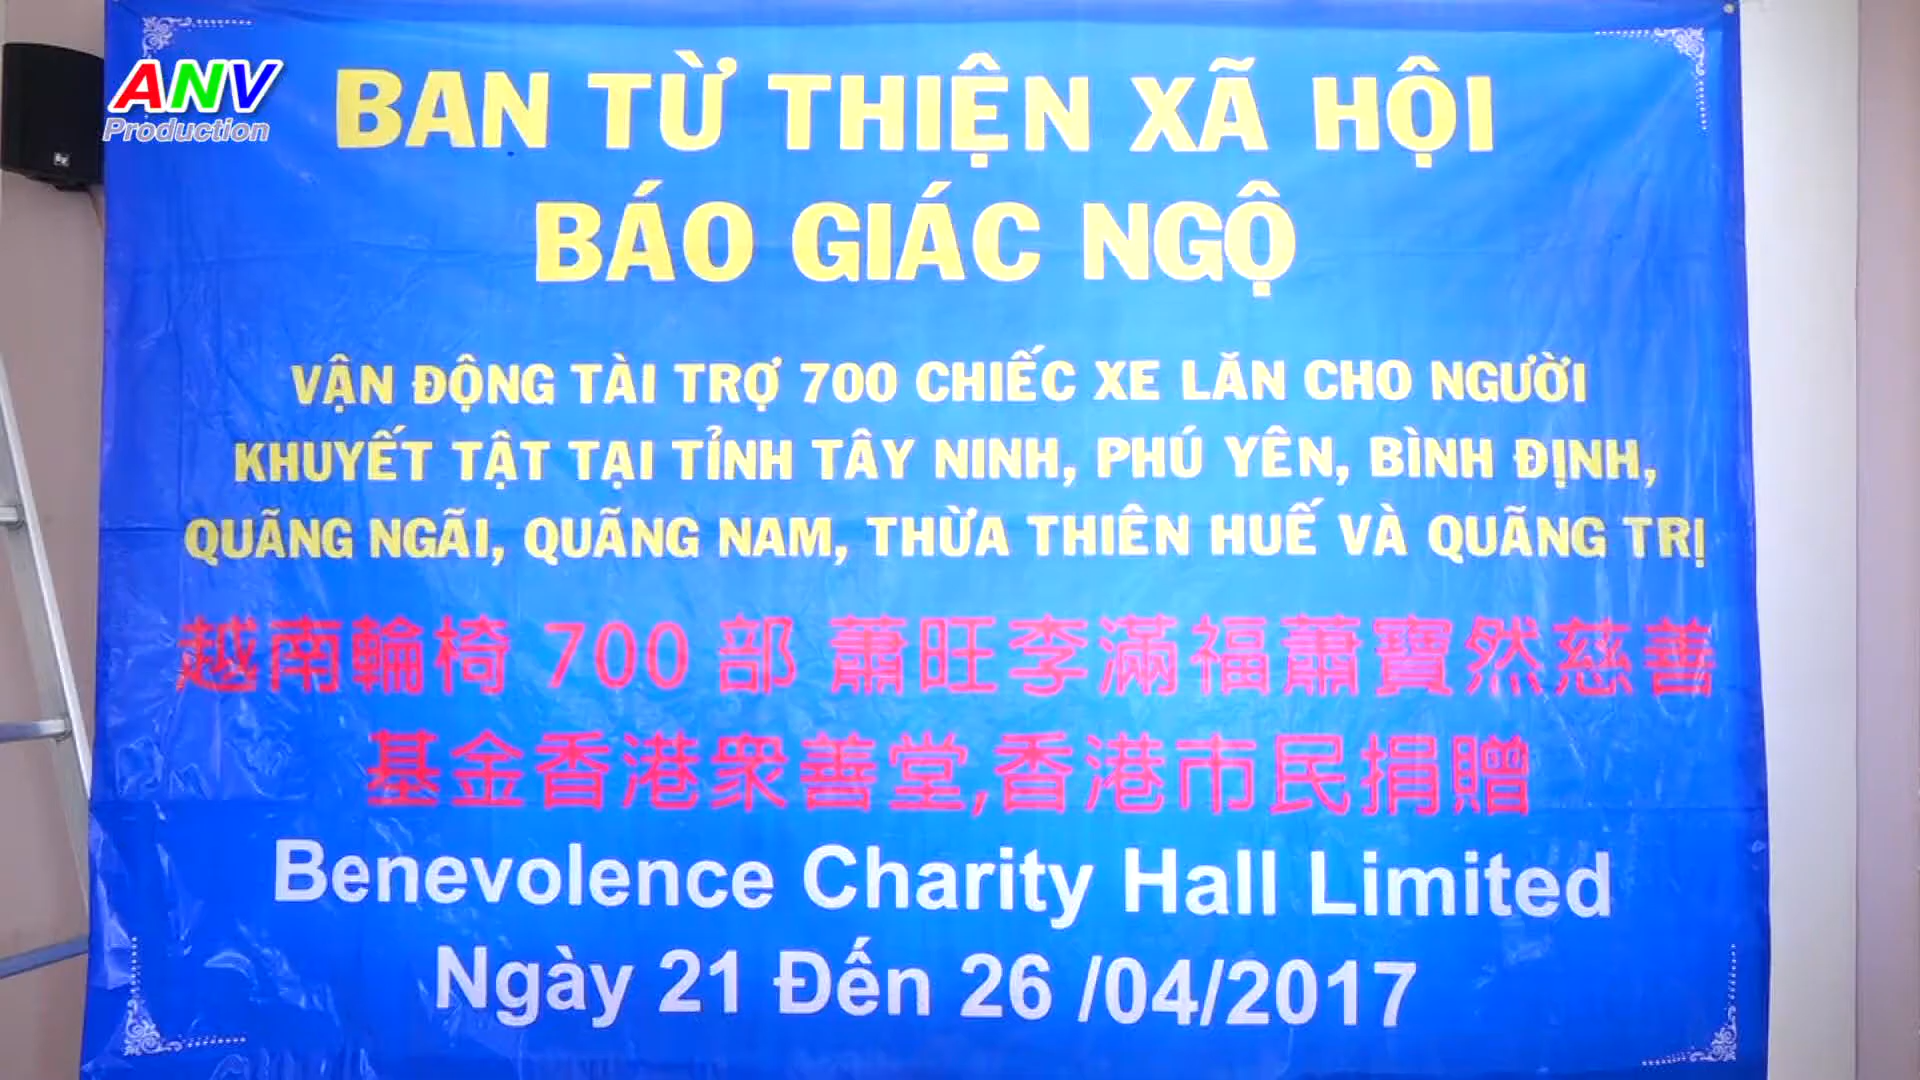 ANV
Production
BAN TỪ THIỆN XÃ HỘI
BÁO GIÁC NGỘ
VẬN ĐỘNG TÀI TRỢ 700 CHIẾC XE LĂN CHO NGƯỜI
KHUYẾT TẬT TẠI TỈNH TÂY NINH, PHÚ YÊN, BÌNH ĐỊNH,
QUÃNG NGÃI, QUÃNG NAM, THỪA THIÊN HUẾ VÀ QUÃNG TRỊ
越南輪椅 700 部 蕭旺李滿福蕭寶然慈善
基金香港衆善堂,香港市民捐贈
Benevolence Charity Hall Limited
Ngày 21 Đến 26 /04/2017